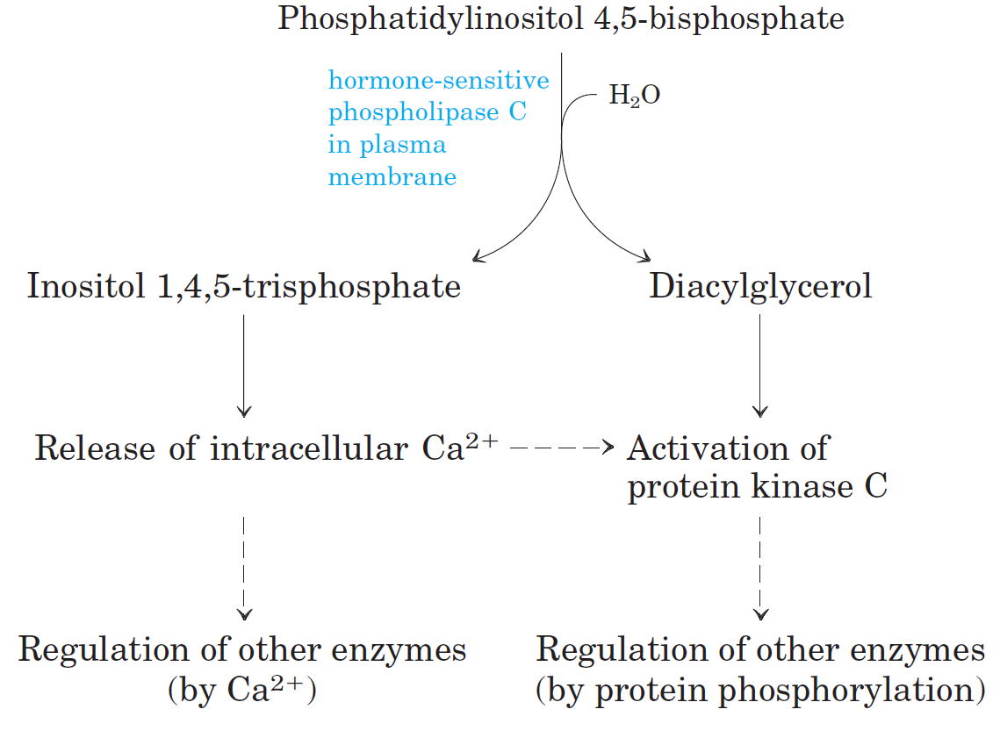 Phosphatidylinositol 4,5-bisphosphate
hormone-sensitive
phospholipase C
in plasma
membrane
H₂O
Inositol 1,4,5-trisphosphate
Diacylglycerol
Release of intracellular Ca²⁺
Activation of
protein kinase C
Regulation of other enzymes
(by Ca²⁺)
Regulation of other enzymes
(by protein phosphorylation)